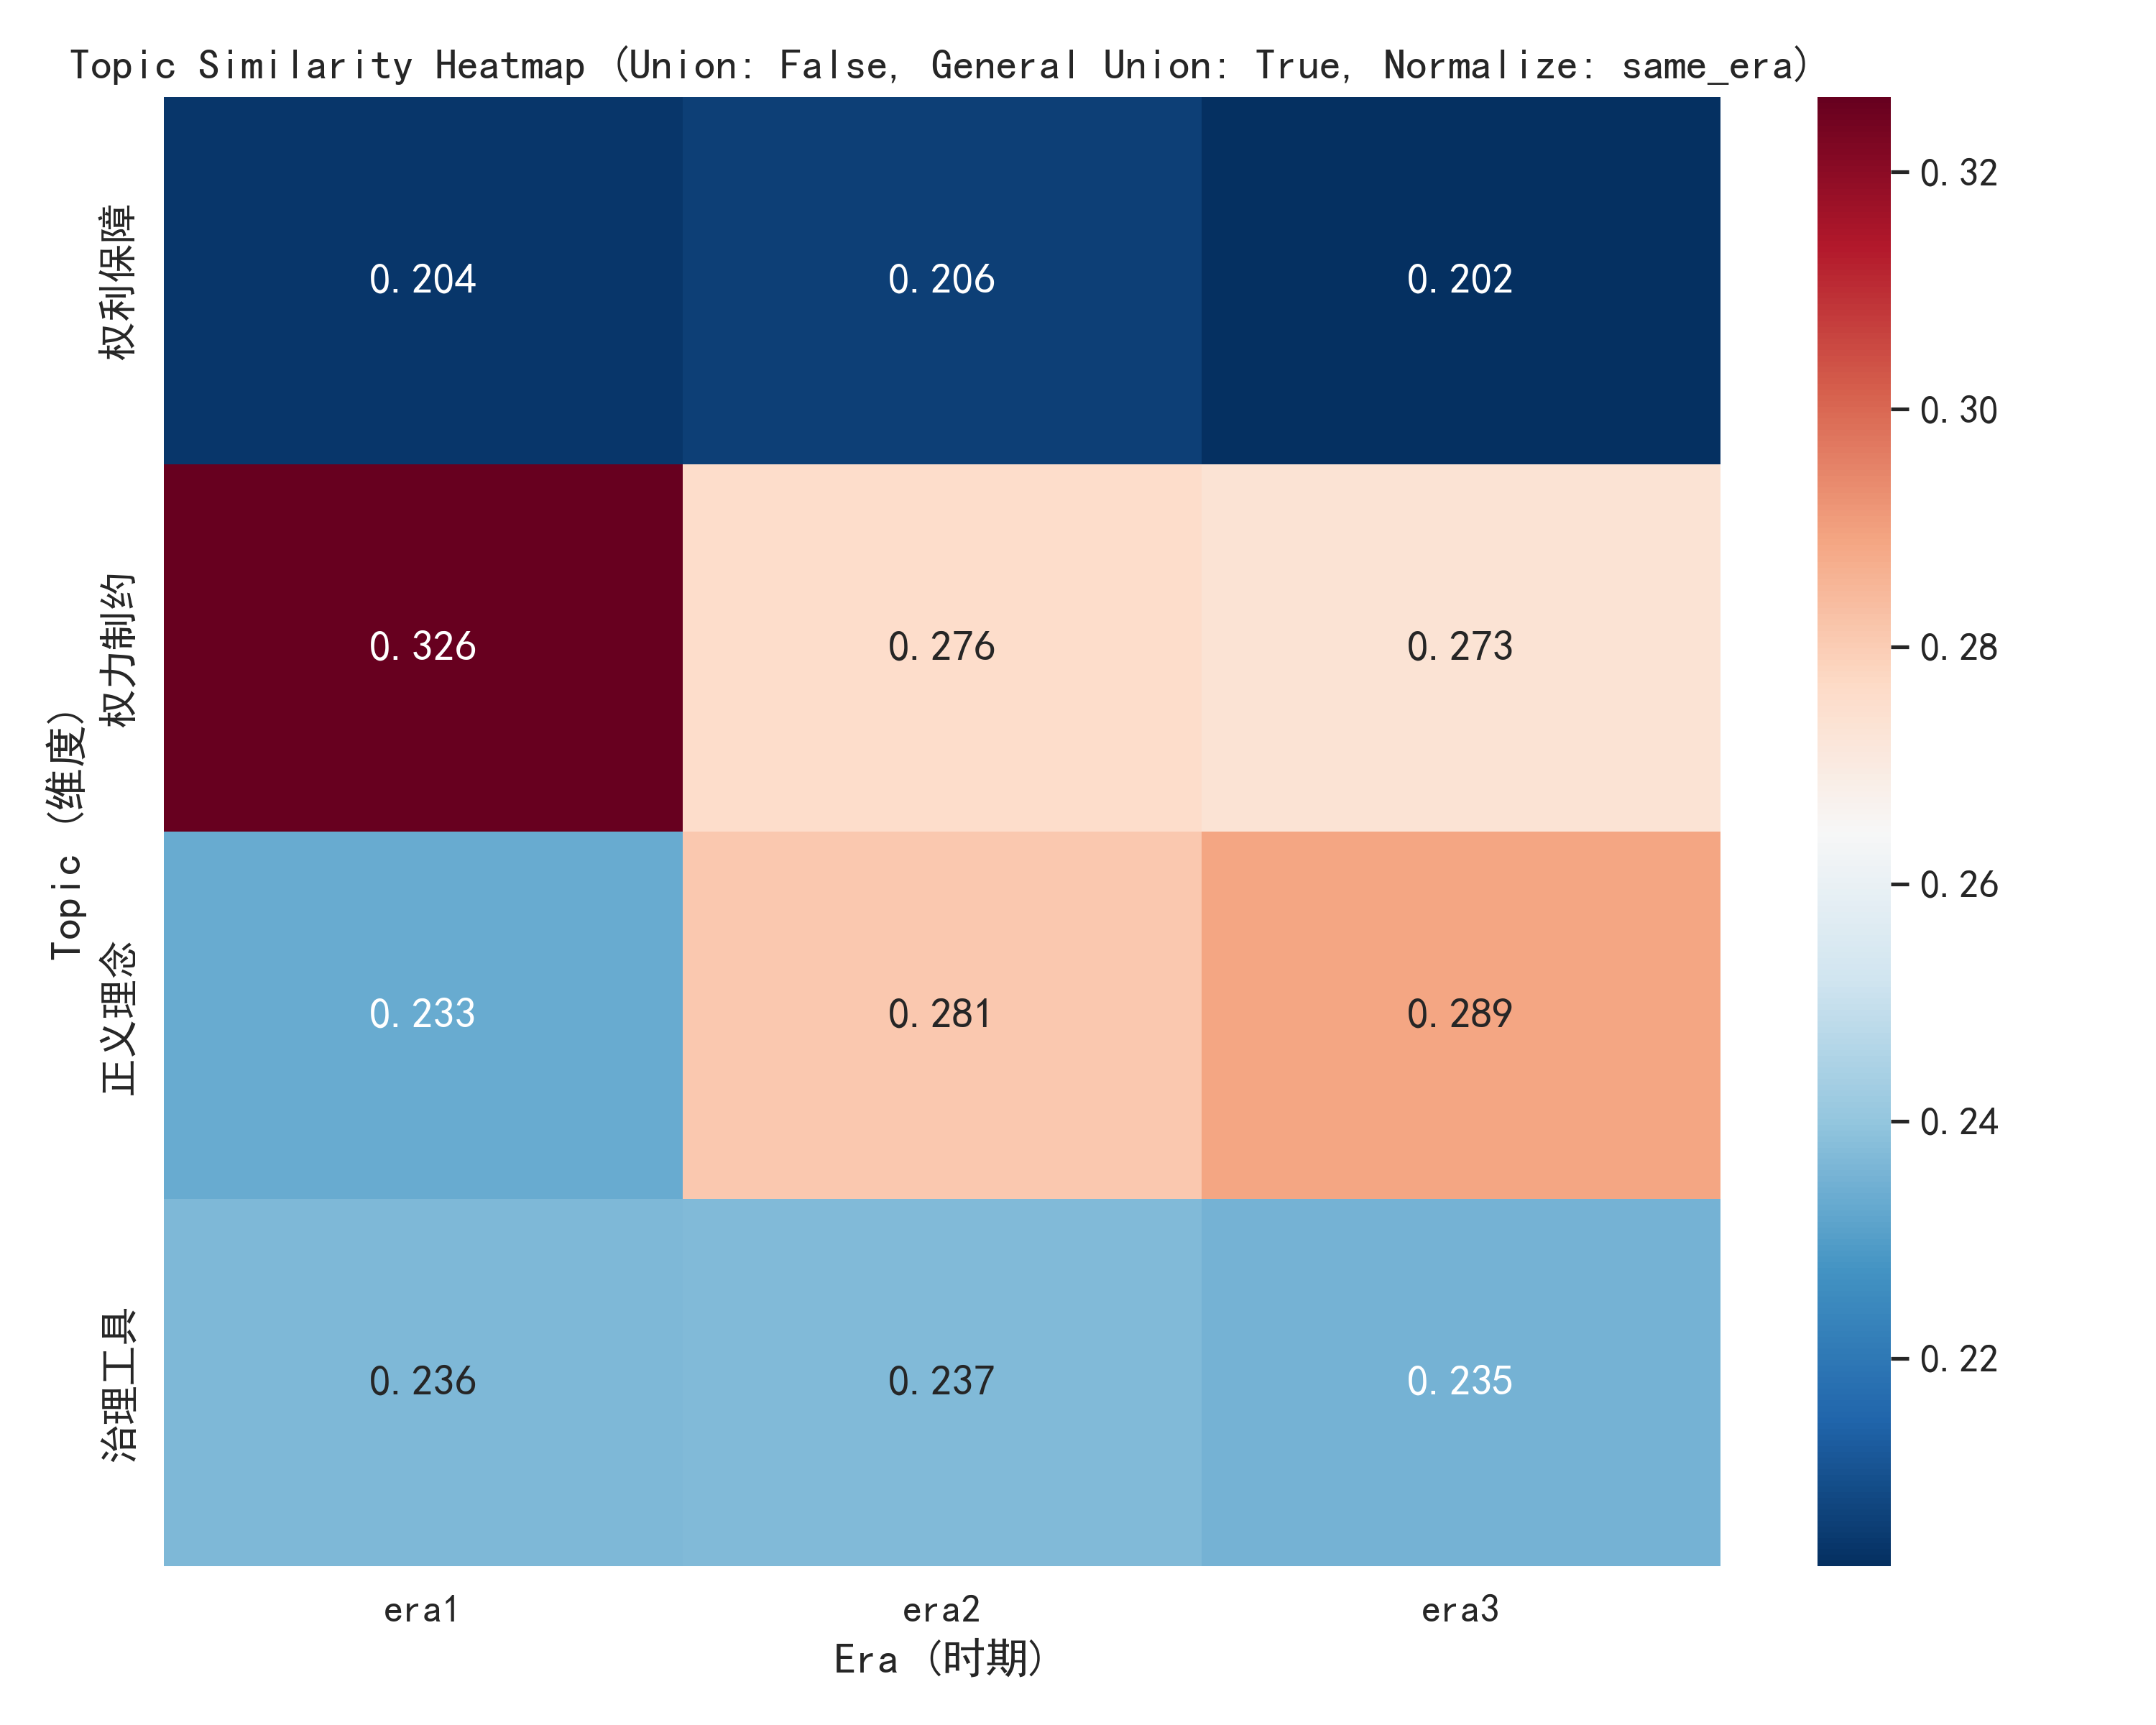 Topic Similarity Heatmap (Union: False, General Union: True, Normalize: same_era)
Topic (维度)
权利保障
0.204 0.206 0.202
权力制约
0.326 0.276 0.273
正义理念
0.233 0.281 0.289
治理工具
0.236 0.237 0.235
era1 era2 era3
Era (时期)
0.32
0.30
0.28
0.26
0.24
0.22